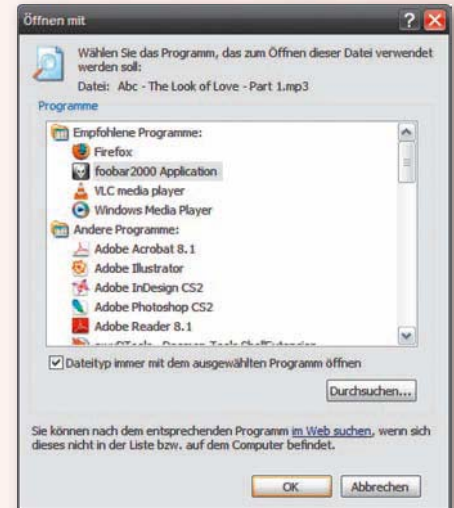 Öffnen mit
Wählen Sie das Programm, das zum Öffnen dieser Datei verwendet
werden soll:
Datei: Abc - The Look of Love - Part 1.mp3
Programme
Empfohlene Programme:
Firefox
foobar2000 Application
VLC media player
Windows Media Player
Andere Programme:
Adobe Acrobat 8.1
Adobe Illustrator
Adobe InDesign CS2
Adobe Photoshop CS2
Adobe Reader 8.1
Dateityp immer mit dem ausgewählten Programm öffnen
Durchsuchen...
Sie können nach dem entsprechenden Programm im Web suchen, wenn sich
dieses nicht in der Liste bzw. auf dem Computer befindet.
OK Abbrechen